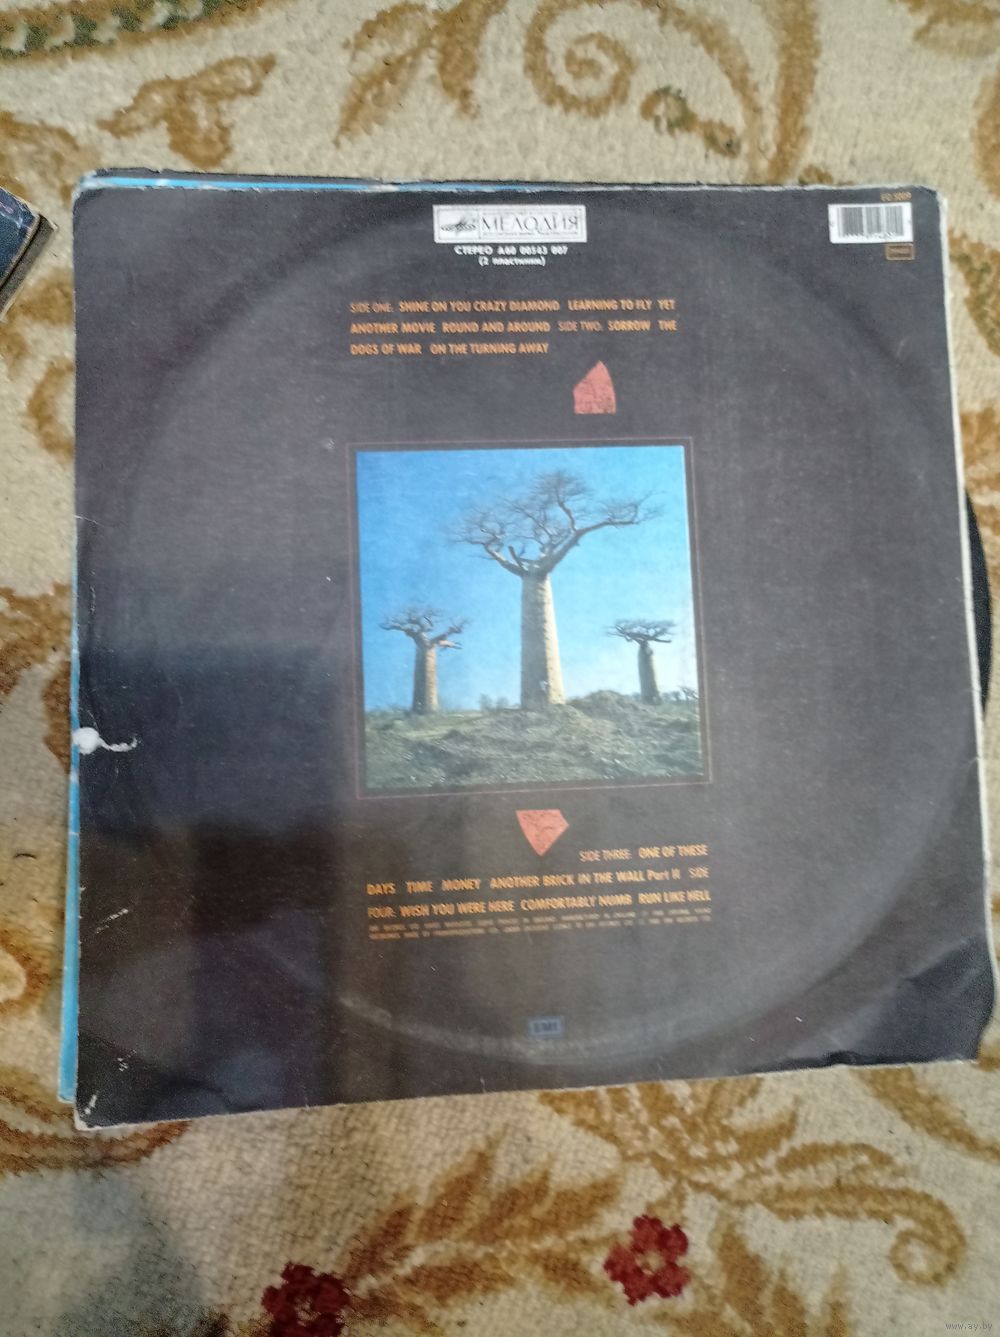 МЕЛОДИЯ
СТЕРЕО А60 00543 007
(2 пластинки)
SIDE ONE: SHINE ON YOU CRAZY DIAMOND LEARNING TO FLY YET
ANOTHER MOVIE ROUND AND AROUND SIDE TWO: SORROW THE
DOGS OF WAR ON THE TURNING AWAY
SIDE THREE: ONE OF THESE
DAYS TIME MONEY ANOTHER BRICK IN THE WALL Part II SIDE
FOUR: WISH YOU WERE HERE COMFORTABLY NUMB RUN LIKE HELL
EMI
www.ay.by